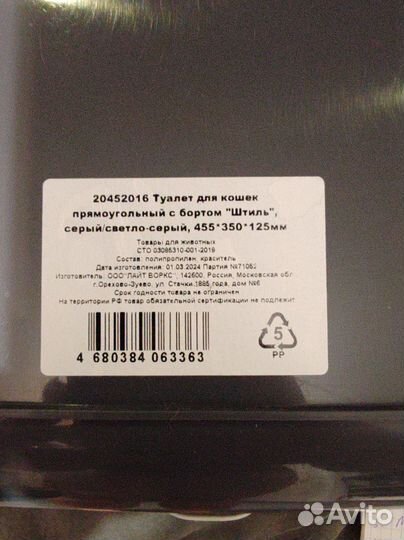 20452016 Туалет для кошек
прямоугольный с бортом "Штиль",
серый/светло-серый, 455*350*125мм
Товары для животных
СТО 03085310-001-2019
Состав: полипропилен, краситель
Дата изготовления: 01.03.2024 Партия №71052
Изготовитель: ООО"ЛАЙТ ВОРКС", 142600, Россия, Московская обл
г.Орехово-Зуево, ул. Стачки 1885 года, дом №6
Срок годности товара не ограничен
На территории РФ товар обязательной сертификации не подлежит
4 680384 063363
5
PP
Avito